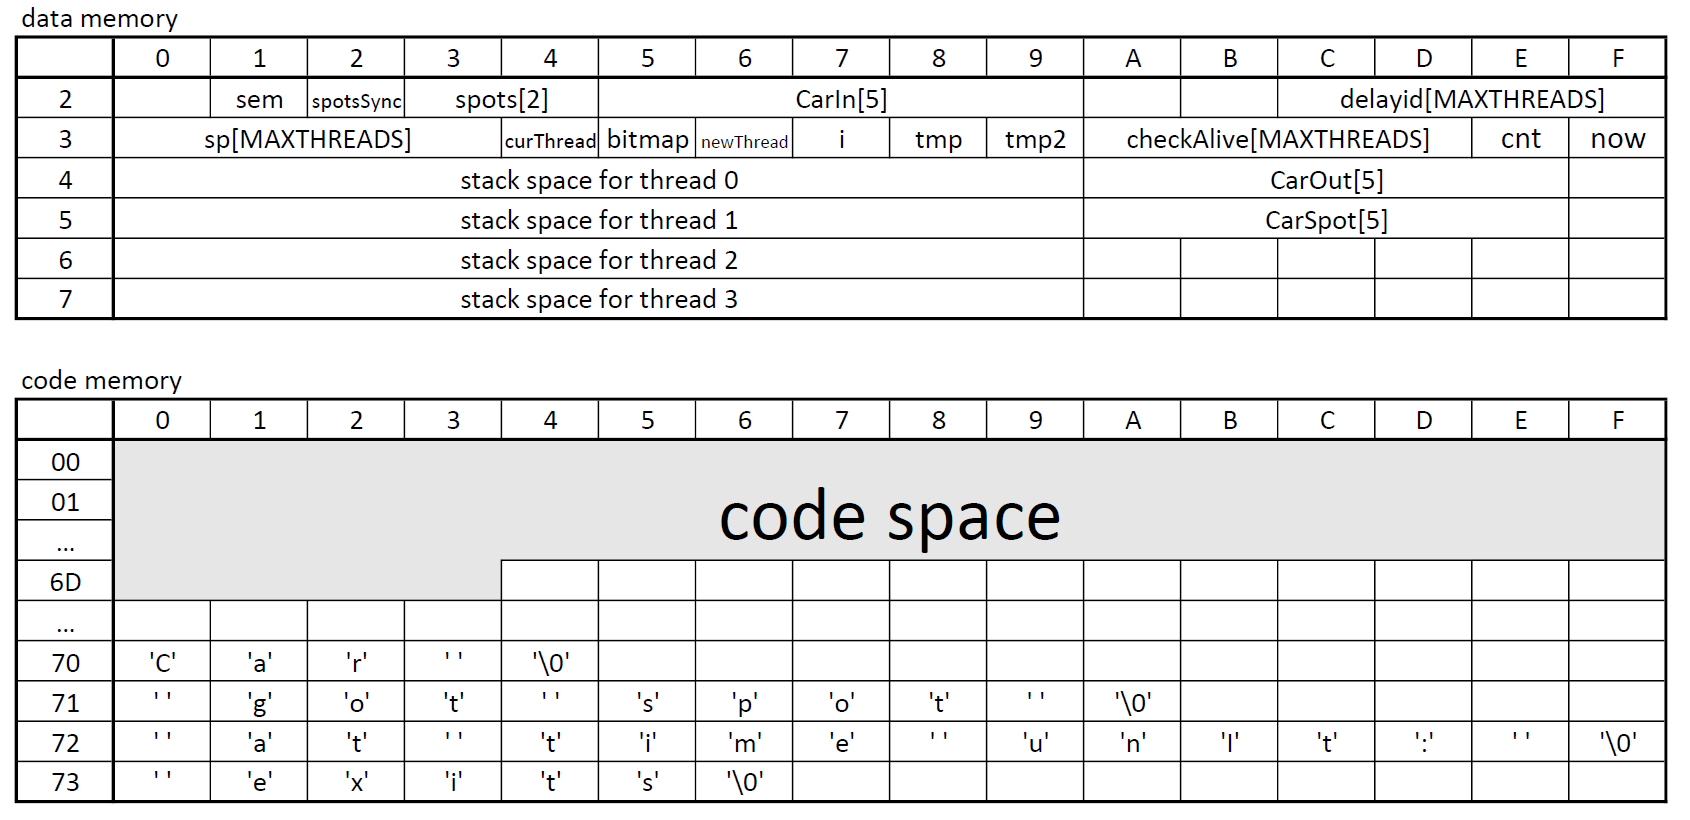 data memory
0 1 2 3 4 5 6 7 8 9 A B C D E F
2 sem spotsSync spots[2] CarIn[5] delayid[MAXTHREADS]
3 sp[MAXTHREADS] curThread bitmap newThread i tmp tmp2 checkAlive[MAXTHREADS] cnt now
4 stack space for thread 0 CarOut[5]
5 stack space for thread 1 CarSpot[5]
6 stack space for thread 2
7 stack space for thread 3
code memory
0 1 2 3 4 5 6 7 8 9 A B C D E F
00
01
code space
...
6D
...
70 'C' 'a' 'r' ' ' '\0'
71 ' ' 'g' 'o' 't' ' ' 's' 'p' 'o' 't' ' ' '\0'
72 ' ' 'a' 't' ' ' 't' 'i' 'm' 'e' ' ' 'u' 'n' 'I' 't' ':' ' ' '\0'
73 ' ' 'e' 'x' 'i' 't' 's' '\0'